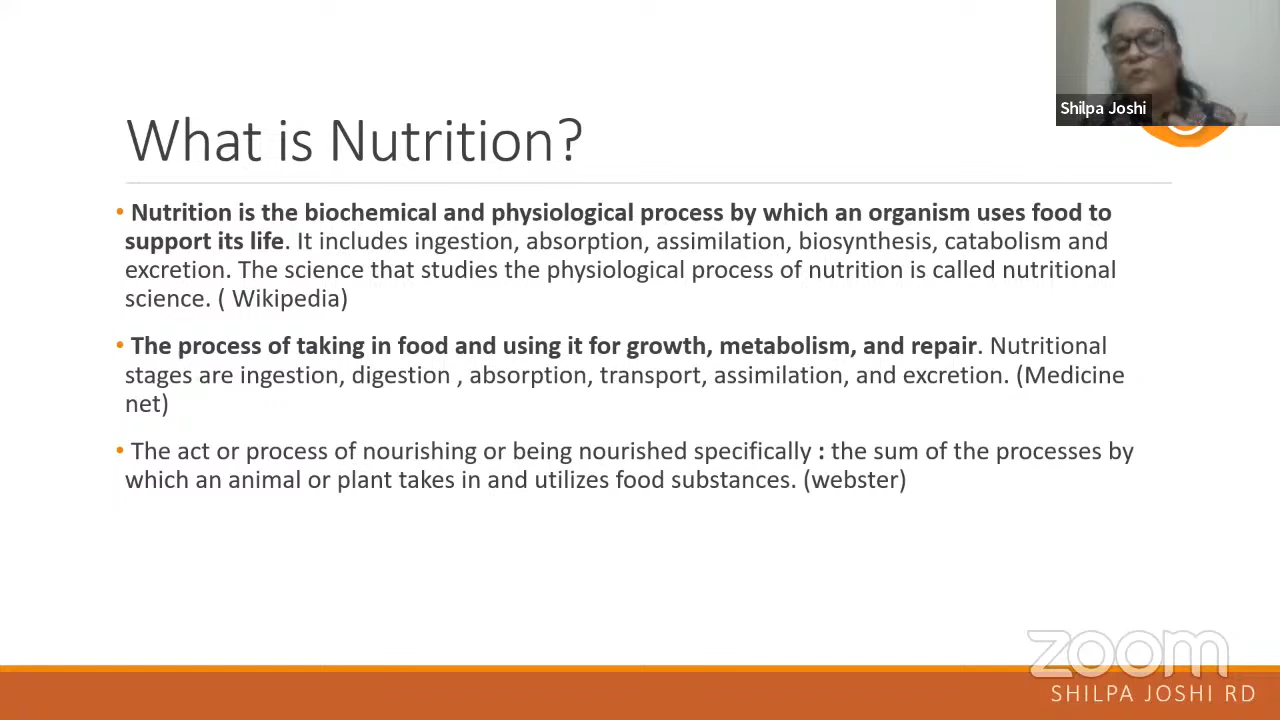 Shilpa Joshi
What is Nutrition?
• Nutrition is the biochemical and physiological process by which an organism uses food to
support its life. It includes ingestion, absorption, assimilation, biosynthesis, catabolism and
excretion. The science that studies the physiological process of nutrition is called nutritional
science. ( Wikipedia)
• The process of taking in food and using it for growth, metabolism, and repair. Nutritional
stages are ingestion, digestion , absorption, transport, assimilation, and excretion. (Medicine
net)
• The act or process of nourishing or being nourished specifically : the sum of the processes by
which an animal or plant takes in and utilizes food substances. (webster)
zoom
SHILPA JOSHI RD